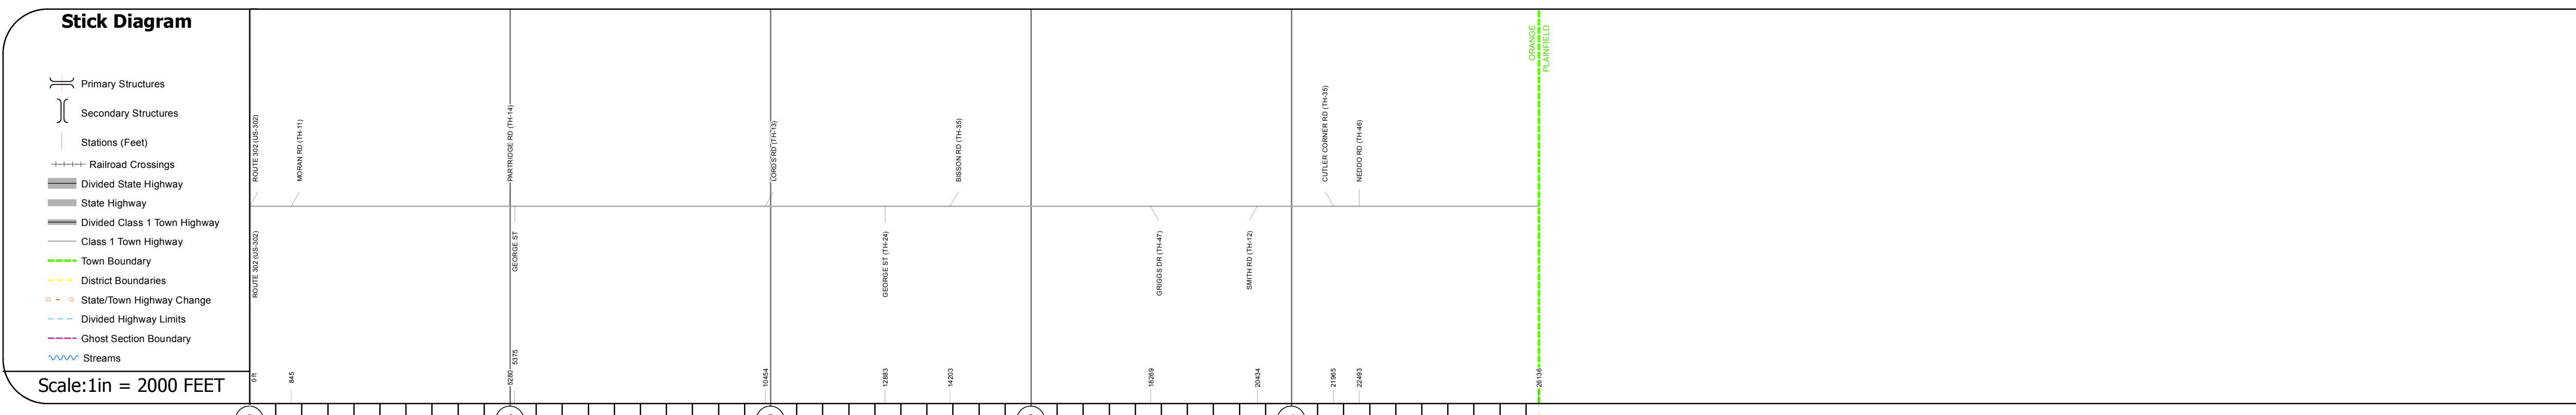 Stick Diagram
Primary Structures
Secondary Structures
Stations (Feet)
Railroad Crossings
Divided State Highway
State Highway
Divided Class 1 Town Highway
Class 1 Town Highway
Town Boundary
District Boundaries
State/Town Highway Change
Divided Highway Limits
Ghost Section Boundary
Streams
Scale:1in = 2000 FEET
ROUTE 302 (US-302)
MORAN RD (TH-11)
PARTRIDGE RD (TH-14)
LORDS RD (TH-13)
BISSON RD (TH-35)
CUTLER CORNER RD (TH-35)
NEDDO RD (TH-46)
ORANGE
PLAINFIELD
ROUTE 302 (US-302)
GEORGE ST
GEORGE ST (TH-24)
GRIGGS DR (TH-47)
SMITH RD (TH-12)
0 ft
845
5280
5375
10454
12883
14203
18269
20434
21965
22493
26136